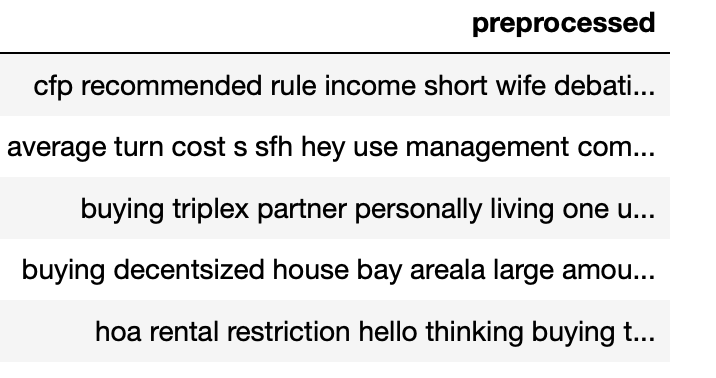 preprocessed
cfp recommended rule income short wife debati...
average turn cost s sfh hey use management com...
buying triplex partner personally living one u...
buying decentsized house bay areala large amou...
hoa rental restriction hello thinking buying t...